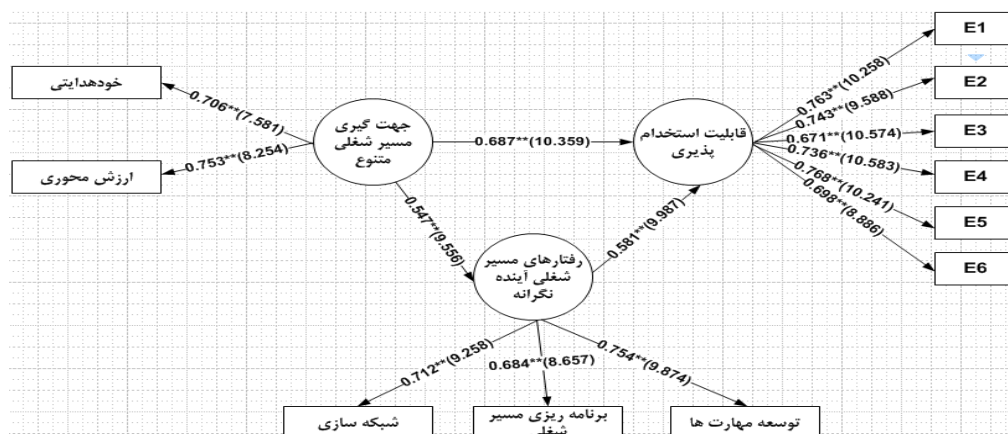 E1
0.763**(10.258)
E2
خودهدایتی
0.743**(9.588)
0.706**(7.581)
جهت گیری
مسیر شغلی
متنوع
0.687**(10.359)
قابلیت استخدام
پذیری
0.671**(10.574)
E3
0.736**(10.583)
E4
0.753**(8.254)
ارزش محوری
0.768**(10.241)
0.698**(8.886)
E5
0.547**(9.556)
0.581**(9.987)
رفتارهای مسیر
شغلی آینده
نگرانه
E6
0.712**(9.258)
0.684**(8.657)
0.754**(9.874)
شبکه سازی
برنامه ریزی مسیر
شغلی
توسعه مهارت ها